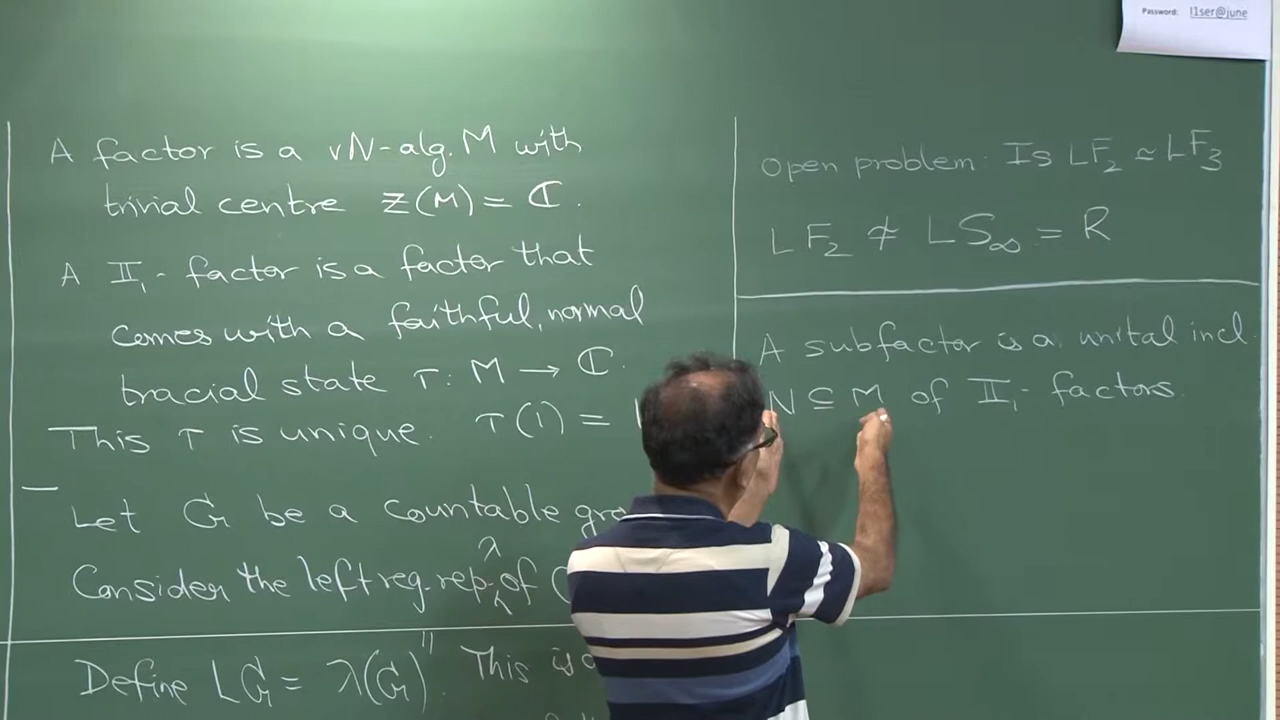 A factor is a vN-alg. M with
trivial centre Z(M) = ℂ.
A II₁-factor is a factor that
comes with a faithful, normal
tracial state τ: M → ℂ.
This τ is unique. τ(1) =
Let G be a countable
Consider the left reg. rep. λ of
Define LG = λ(G)''. This is
Open problem: Is LF₂ ≃ LF₃
LF₂ ≄ LS∞ = R
A subfactor is a unital incl.
N ⊆ M of II₁-factors.
Password: l1ser@june